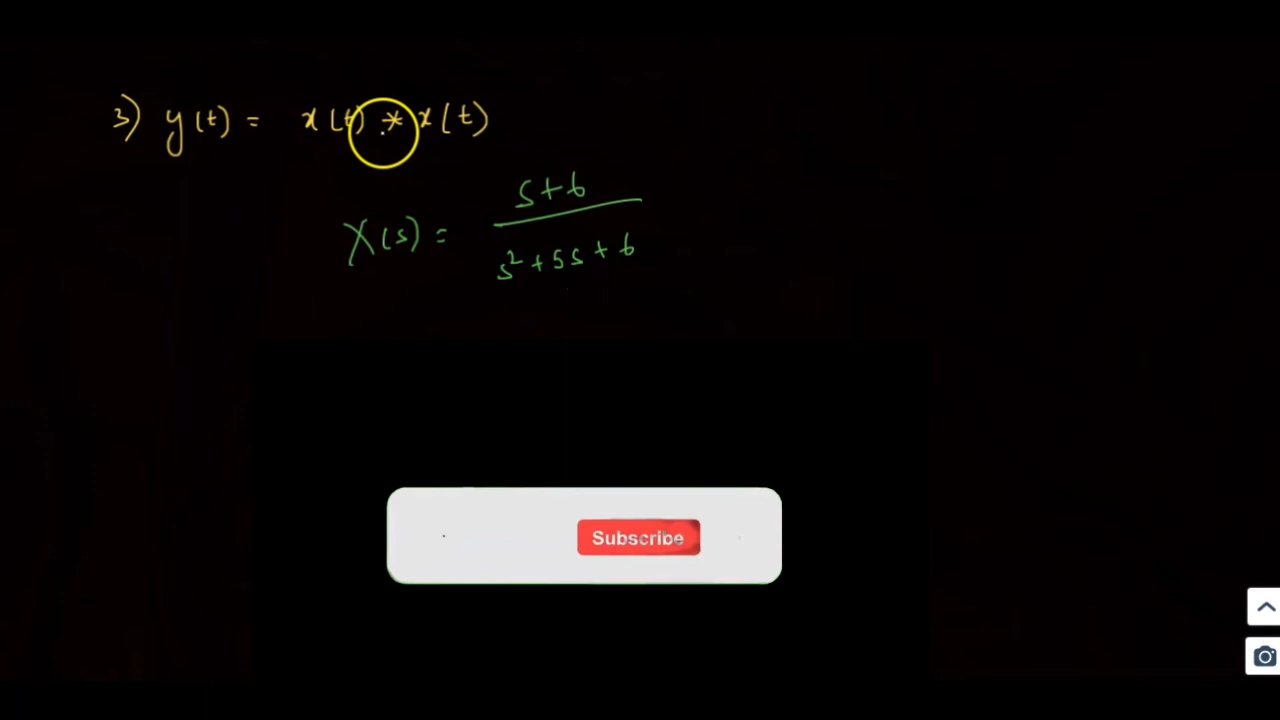 3) y(t) = x(t) * x(t)
X(s) = s+6
s²+5s+6
Subscribe